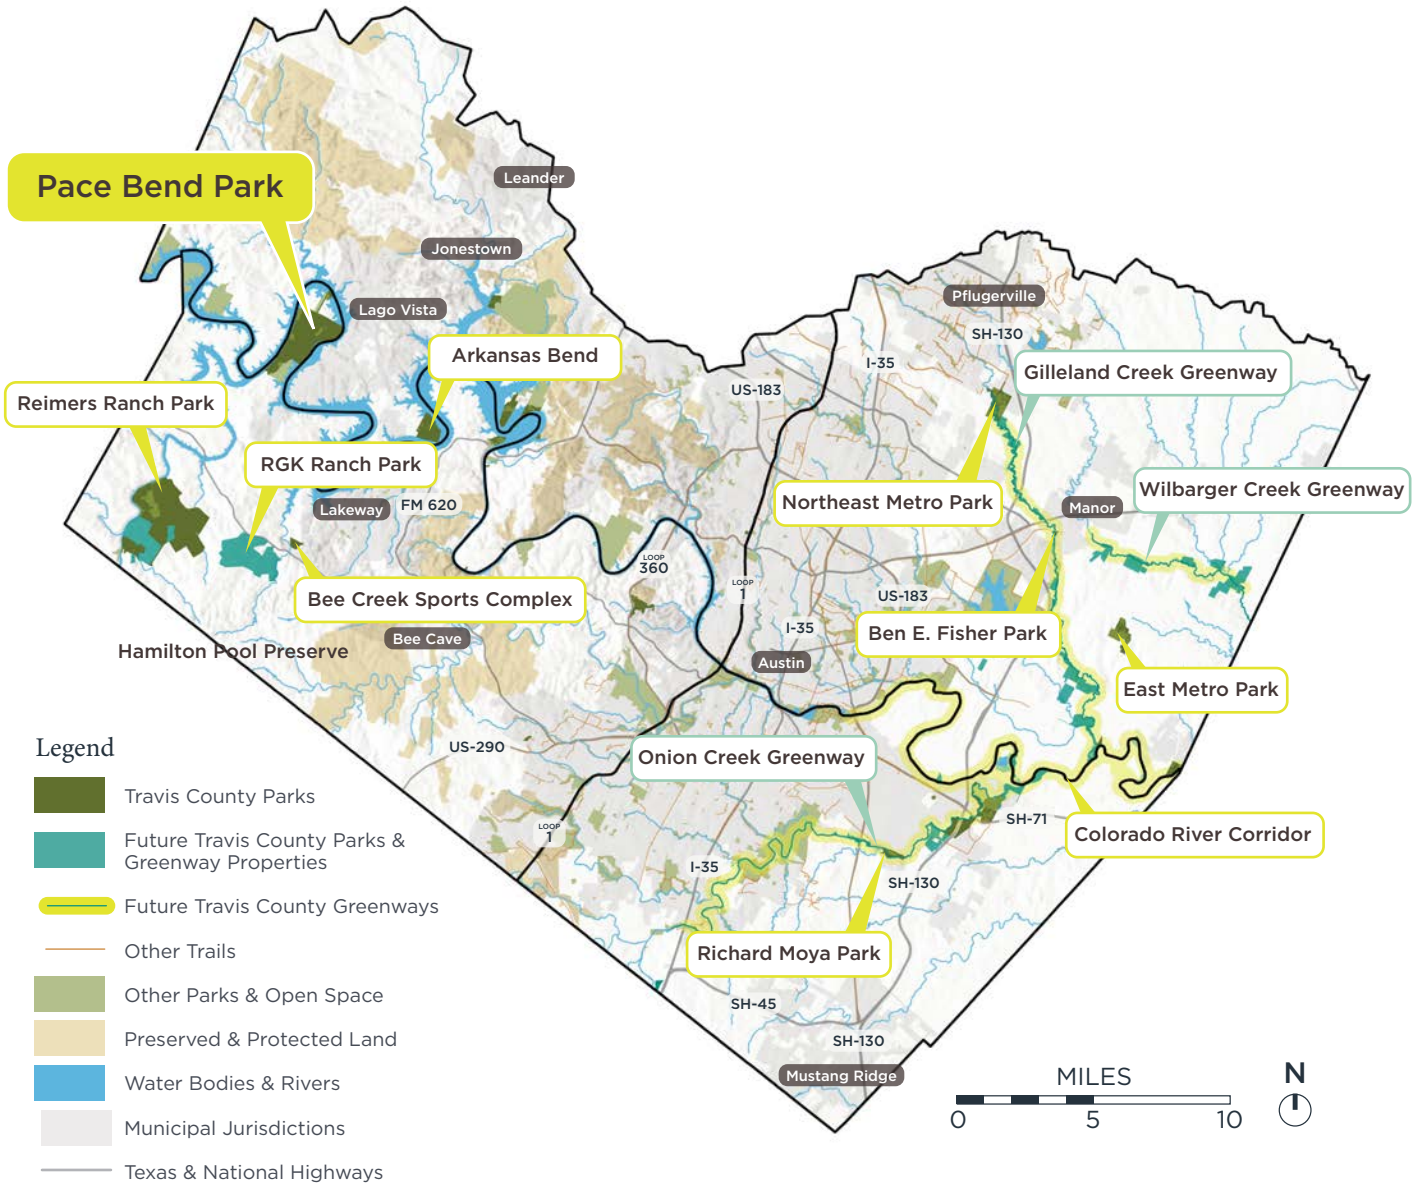 Leander
Pace Bend Park
Jonestown
Pflugerville
Lago Vista
SH-130
Arkansas Bend
I-35
Gilleland Creek Greenway
US-183
Reimers Ranch Park
RGK Ranch Park
Wilbarger Creek Greenway
Northeast Metro Park
Lakeway
FM 620
Manor
LOOP
360
LOOP
1
Bee Creek Sports Complex
US-183
I-35
Ben E. Fisher Park
Bee Cave
Hamilton Pool Preserve
Austin
East Metro Park
US-290
Onion Creek Greenway
SH-71
LOOP
1
Colorado River Corridor
I-35
SH-130
Richard Moya Park
SH-45
SH-130
Mustang Ridge
Legend
Travis County Parks
Future Travis County Parks &
Greenway Properties
Future Travis County Greenways
Other Trails
Other Parks & Open Space
Preserved & Protected Land
Water Bodies & Rivers
Municipal Jurisdictions
Texas & National Highways
MILES
0 5 10
N